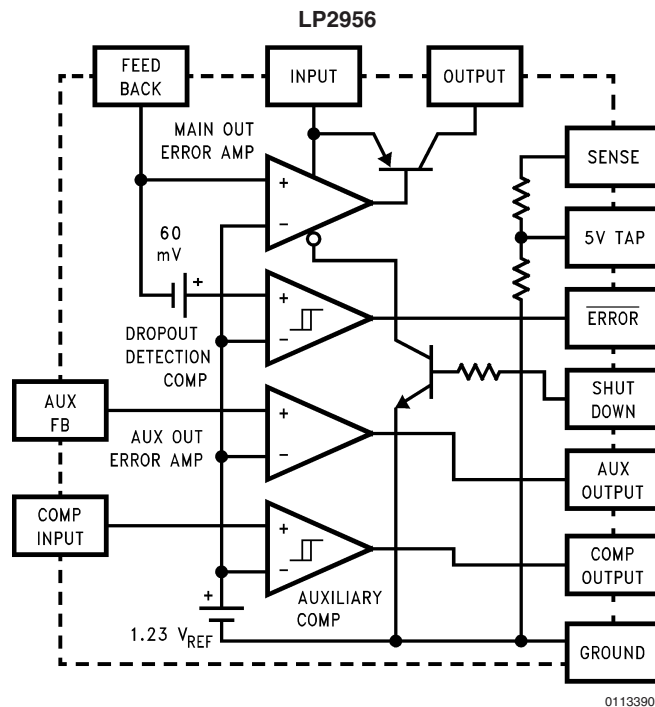 LP2956
FEED
BACK
INPUT
OUTPUT
MAIN OUT
ERROR AMP
SENSE
+
−
60
mV
+
5V TAP
+
−
DROPOUT
DETECTION
COMP
ERROR
AUX
FB
SHUT
DOWN
+
−
AUX OUT
ERROR AMP
AUX
OUTPUT
COMP
INPUT
+
−
COMP
OUTPUT
AUXILIARY
COMP
+
1.23 VREF
GROUND
0113390